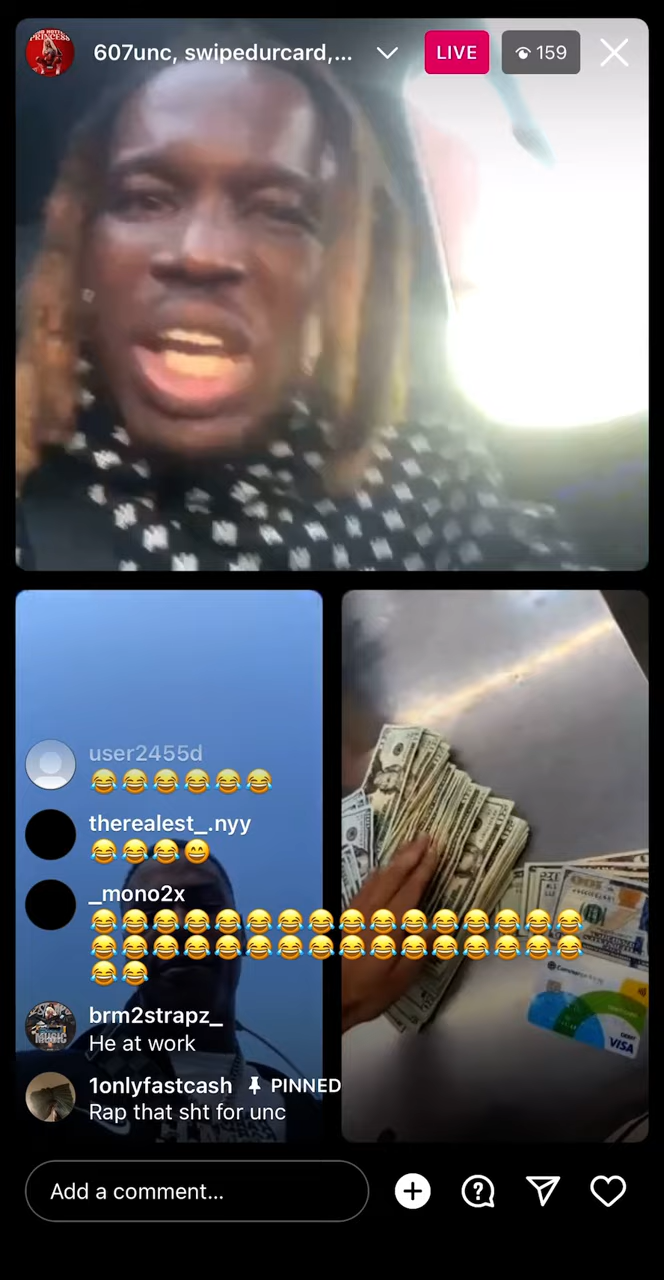 607unc, swipedurcard,...
LIVE
159
user2455d
😂😂😂😂😂😂
therealest_.nyy
😂😂😂😁
_mono2x
😂😂😂😂😂😂😂😂😂😂😂😂😂😂😂😂
😂😂😂😂😂😂😂😂😂😂😂😂😂😂😂😂
😂😂
VISA
brm2strapz_
He at work
1onlyfastcash PINNED
Rap that sht for unc
Add a comment...